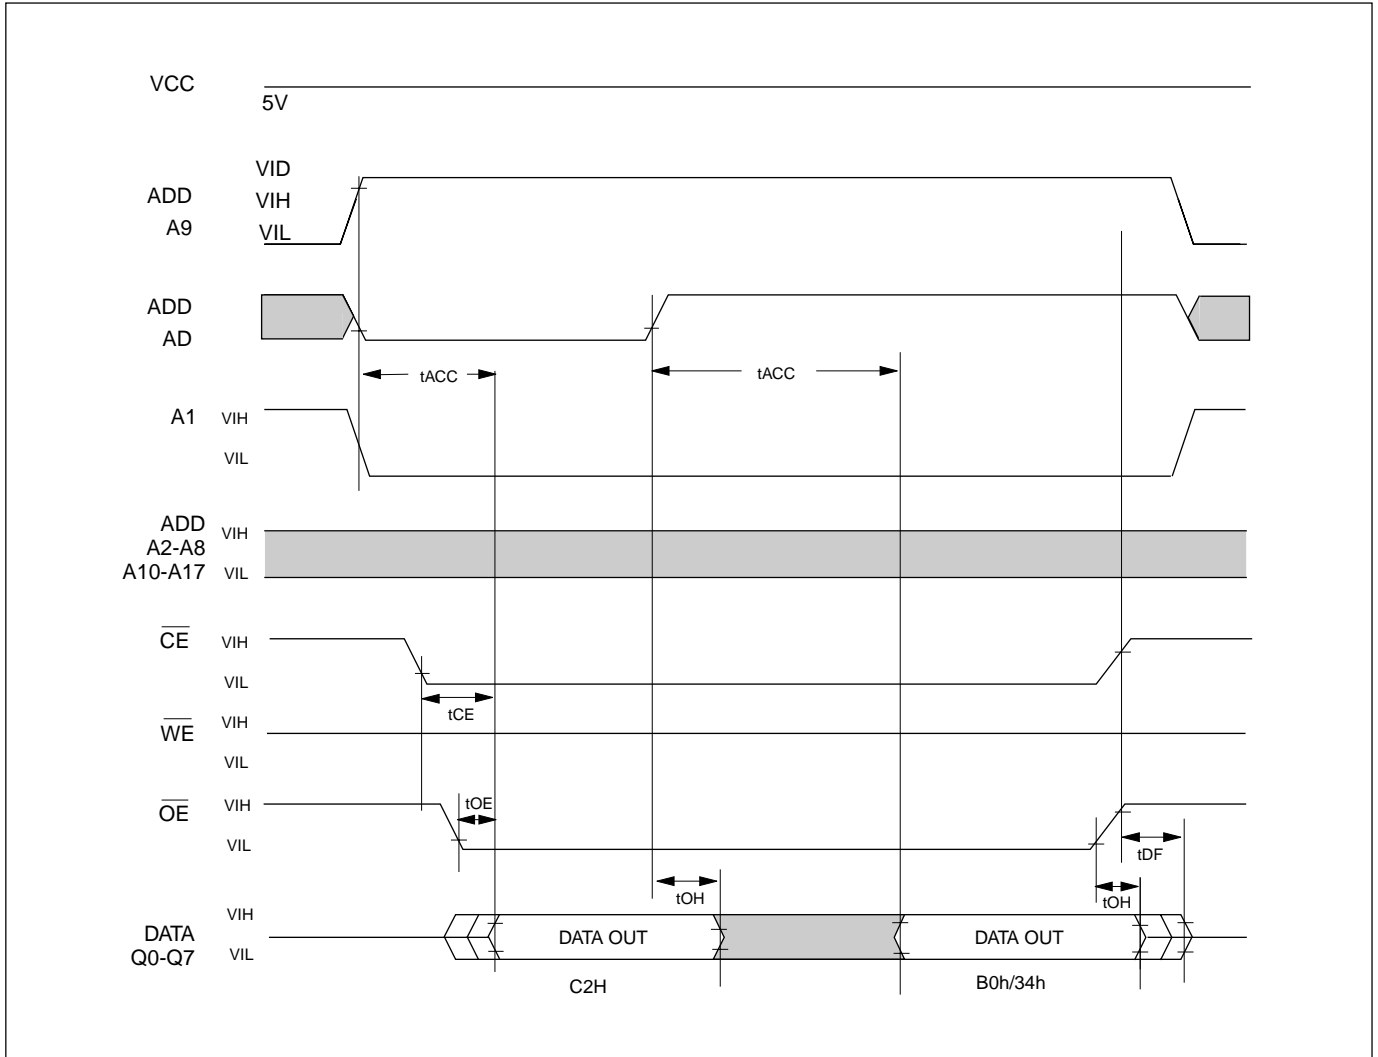 VCC
5V
VID
ADD
VIH
A9
VIL
ADD
AD
tACC
tACC
A1
VIH
VIL
ADD
VIH
A2-A8
A10-A17
VIL
CE
VIH
VIL
tCE
WE
VIH
VIL
OE
VIH
tOE
VIL
tDF
tOH
tOH
VIH
DATA
DATA OUT
DATA OUT
Q0-Q7
VIL
C2H
B0h/34h